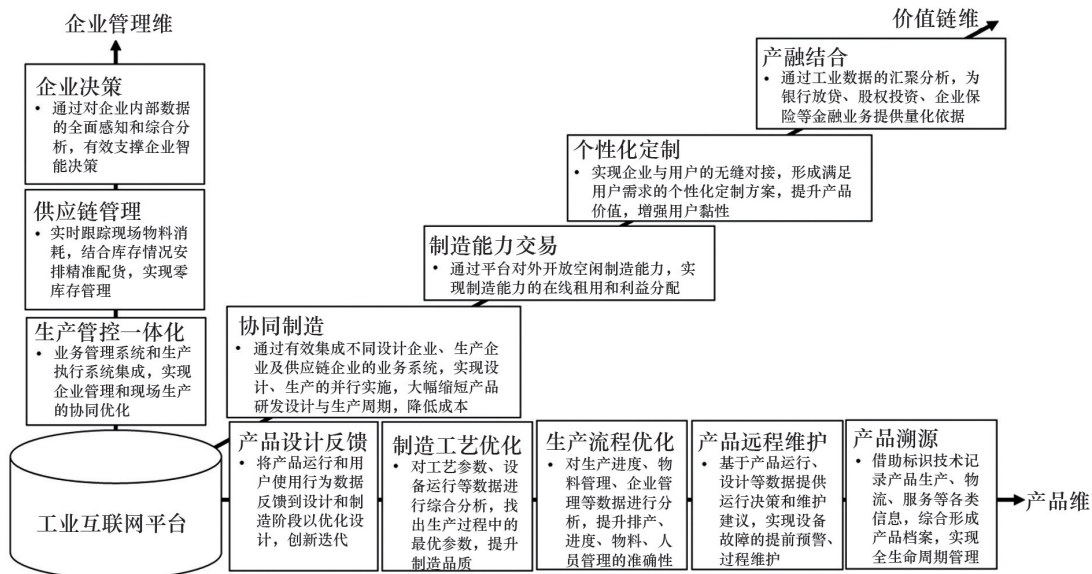 企业管理维
价值链维
企业决策
• 通过对企业内部数据
的全面感知和综合分
析，有效支撑企业智
能决策
供应链管理
• 实时跟踪现场物料消
耗，结合库存情况安
排精准配货，实现零
库存管理
生产管控一体化
• 业务管理系统和生产
执行系统集成，实现
企业管理和现场生产
的协同优化
产融结合
• 通过工业数据的汇聚分析，为
银行放贷、股权投资、企业保
险等金融业务提供量化依据
个性化定制
• 实现企业与用户的无缝对接，形成满足
用户需求的个性化定制方案，提升产品
价值，增强用户黏性
制造能力交易
• 通过平台对外开放空闲制造能力，实
现制造能力的在线租用和利益分配
协同制造
• 通过有效集成不同设计企业、生产企
业及供应链企业的业务系统，实现设
计、生产的并行实施，大幅缩短产品
研发设计与生产周期，降低成本
工业互联网平台
产品设计反馈
• 将产品运行和用
户使用行为数据
反馈到设计和制
造阶段以优化设
计，创新迭代
制造工艺优化
• 对工艺参数、设
备运行等数据进
行综合分析，找
出生产过程中的
最优参数，提升
制造品质
生产流程优化
• 对生产进度、物
料管理、企业管
理等数据进行分
析，提升排产、
进度、物料、人
员管理的准确性
产品远程维护
• 基于产品运行、
设计等数据提供
运行决策和维护
建议，实现设备
故障的提前预警、
过程维护
产品溯源
• 借助标识技术记
录产品生产、物
流、服务等各类
信息，综合形成
产品档案，实现
全生命周期管理
产品维